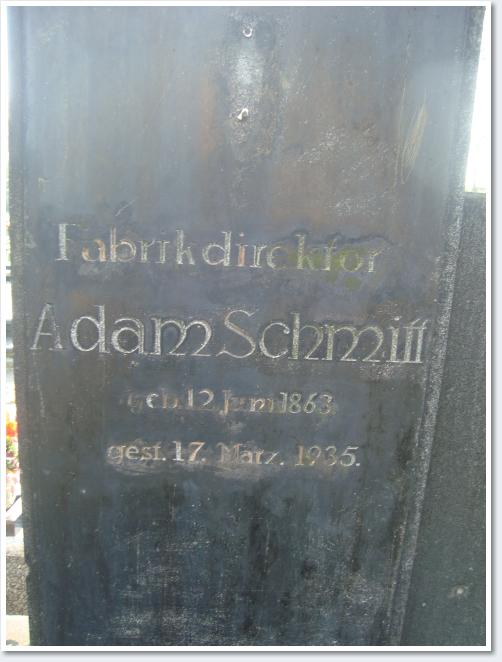 Fabrikdirektor
Adam Schmitt
geb. 12. Juni 1863
gest. 17. März. 1935.